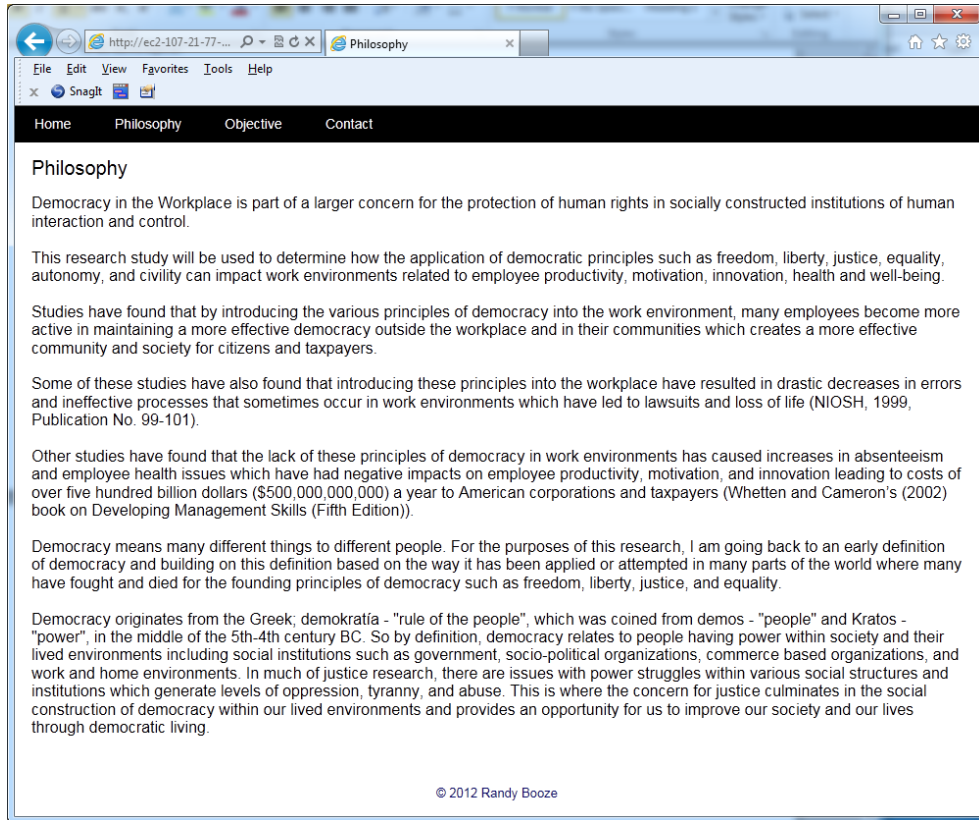 http://ec2-107-21-77-...
Philosophy
File Edit View Favorites Tools Help
SnagIt
Home Philosophy Objective Contact
Philosophy
Democracy in the Workplace is part of a larger concern for the protection of human rights in socially constructed institutions of human
interaction and control.
This research study will be used to determine how the application of democratic principles such as freedom, liberty, justice, equality,
autonomy, and civility can impact work environments related to employee productivity, motivation, innovation, health and well-being.
Studies have found that by introducing the various principles of democracy into the work environment, many employees become more
active in maintaining a more effective democracy outside the workplace and in their communities which creates a more effective
community and society for citizens and taxpayers.
Some of these studies have also found that introducing these principles into the workplace have resulted in drastic decreases in errors
and ineffective processes that sometimes occur in work environments which have led to lawsuits and loss of life (NIOSH, 1999,
Publication No. 99-101).
Other studies have found that the lack of these principles of democracy in work environments has caused increases in absenteeism
and employee health issues which have had negative impacts on employee productivity, motivation, and innovation leading to costs of
over five hundred billion dollars ($500,000,000,000) a year to American corporations and taxpayers (Whetten and Cameron's (2002)
book on Developing Management Skills (Fifth Edition)).
Democracy means many different things to different people. For the purposes of this research, I am going back to an early definition
of democracy and building on this definition based on the way it has been applied or attempted in many parts of the world where many
have fought and died for the founding principles of democracy such as freedom, liberty, justice, and equality.
Democracy originates from the Greek; demokratía - "rule of the people", which was coined from demos - "people" and Kratos -
"power", in the middle of the 5th-4th century BC. So by definition, democracy relates to people having power within society and their
lived environments including social institutions such as government, socio-political organizations, commerce based organizations, and
work and home environments. In much of justice research, there are issues with power struggles within various social structures and
institutions which generate levels of oppression, tyranny, and abuse. This is where the concern for justice culminates in the social
construction of democracy within our lived environments and provides an opportunity for us to improve our society and our lives
through democratic living.
© 2012 Randy Booze